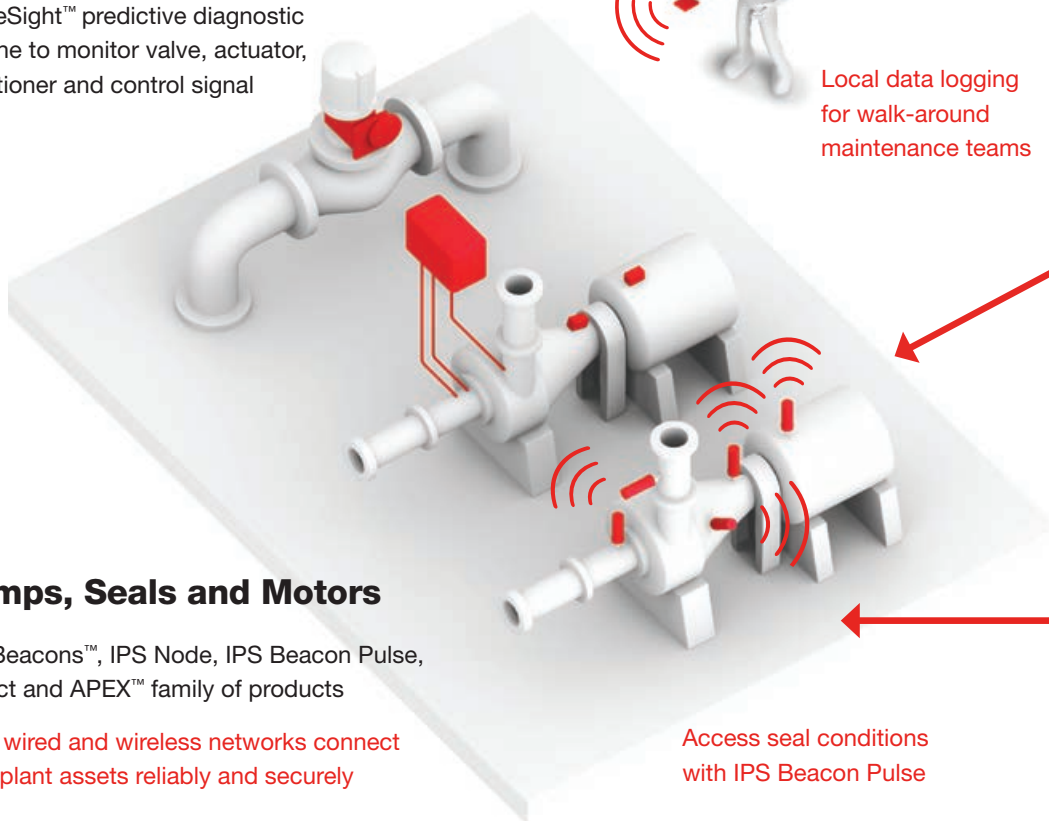 eSight™ predictive diagnostic
ne to monitor valve, actuator,
tioner and control signal
Local data logging
for walk-around
maintenance teams
mps, Seals and Motors
Beacons™, IPS Node, IPS Beacon Pulse,
ct and APEX™ family of products
wired and wireless networks connect
plant assets reliably and securely
Access seal conditions
with IPS Beacon Pulse